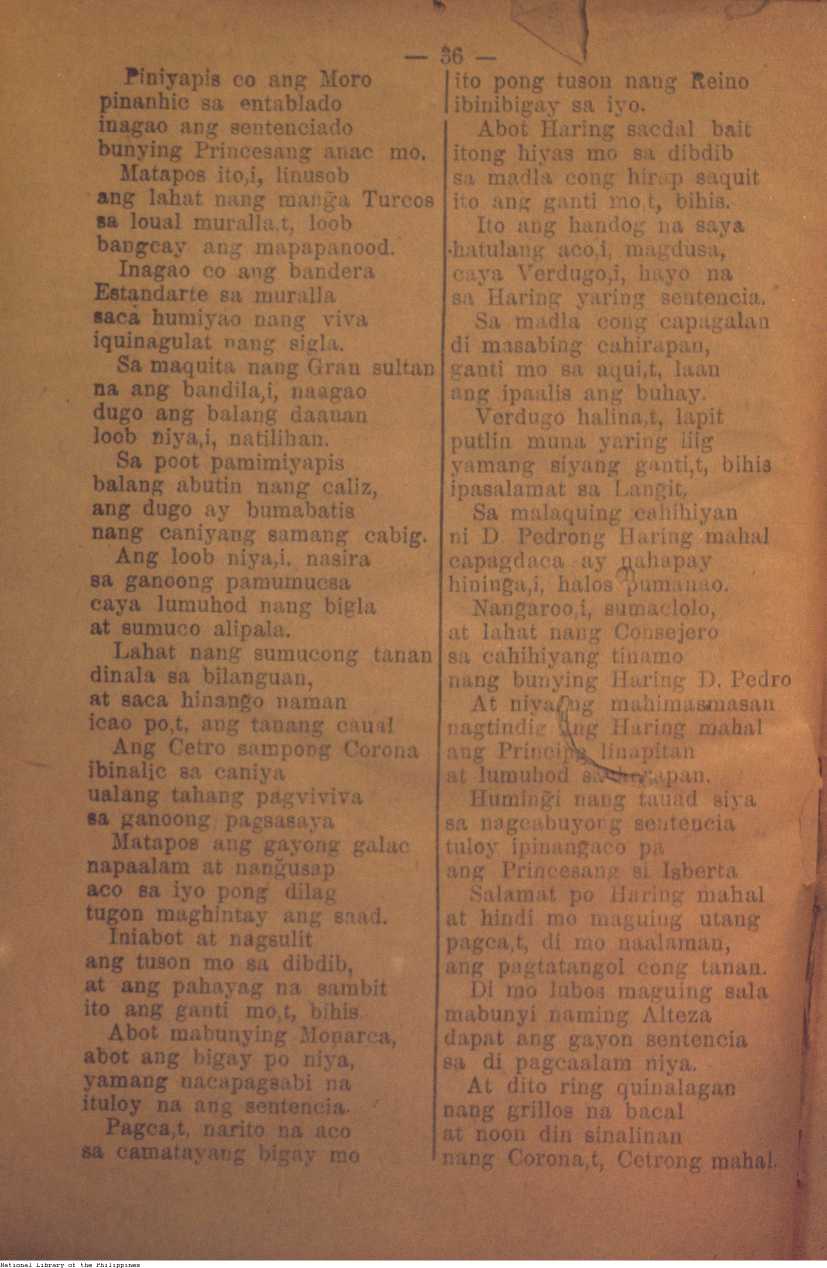 — 36 —
Piniyapis co ang Moro
pinanhic sa entablado
inagao ang sentenciado
bunying Princesang anac mo.
Matapos ito,i, linusob
ang lahat nang mang̃a Turcos
sa loual muralla,t, loob
bangcay ang mapapanood.
Inagao co ang bandera
Estandarte sa muralla
sacá humiyao nang viva
iquinagulat nang sigla.
Sa maquita nang Gran sultan
na ang bandila,i, naagao
dugo ang balang daanan
loob niya,i, natilihan.
Sa poot pamimiyapis
balang abutin nang caliz,
ang dugo ay bumabatis
nang caniyang samang cabig.
Ang loob niya,i, nasira
sa ganoong pamumucsa
caya lumuhod nang bigla
at sumuco alipala.
Lahat nang sumucong tanan
dinala sa bilanguan,
at saca hinang̃o naman
icao po,t, ang tanang caual
Ang Cetro sampong Corona
ibinalic sa caniya
ualang tahang pagviviva
sa ganoong pagsasaya
Matapos ang gayong galac
napaalam at nang̃usap
aco sa iyo pong dilag
tugon maghintay ang saad.
Iniabot at nagsulit
ang tuson mo sa dibdib,
at ang pahayag na sambit
ito ang ganti mo,t, bihis.
Abot mabunying Monarca,
abot ang bigay po niya,
yamang nacapagsabi na
ituloy na ang sentencia.
Pagca,t, narito na aco
sa camatayang bigay mo
ito pong tuson nang Reino
ibinibigay sa iyo.
Abot Haring sacdal bait
itong hiyas mo sa dibdib
sa madla cong hirap saquit
ito ang ganti mo,t, bihis.
Ito ang handog na saya
hatulang aco,i, magdusa,
caya Verdugo,i, hayo na
sa Haring yaring sentencia.
Sa madla cong capagalan
di masabing cahirapan,
ganti mo sa aqui,t, laan
ang ipaalis ang buhay.
Verdugo halina,t, lapit
putlin muna yaring liig
yamang siyang ganti,t, bihis
ipasalamat sa Langit,
Sa malaquing cahihiyan
ni D. Pedrong Haring mahal
capagdaca ay nahapay
hining̃a,i, halos pumanao.
Nangaroo,i, sumaclolo,
at lahat nang Consejero
sa cahihiyang tinamo
nang bunying Haring D. Pedro
At niyaong mahimasmasan
nagtindig ang Haring mahal
ang Principe linapitan
at lumuhod sa harapan.
Huming̃i nang tauad siya
sa nagcabuyong sentencia
tuloy ipinang̃aco pa
ang Princesang si Isberta
Salamat po Haring mahal
at hindi mo maguing utang
pagca,t, di mo naalaman,
ang pagtatangol cong tanan.
Di mo lubos maguing sala
mabunyi naming Alteza
dapat ang gayon sentencia
sa di pagcaalam niya.
At dito ring quinalagan
nang grillos na bacal
at noon din sinalinan
nang Corona,t, Cetrong mahal.
National Library of the Philippines